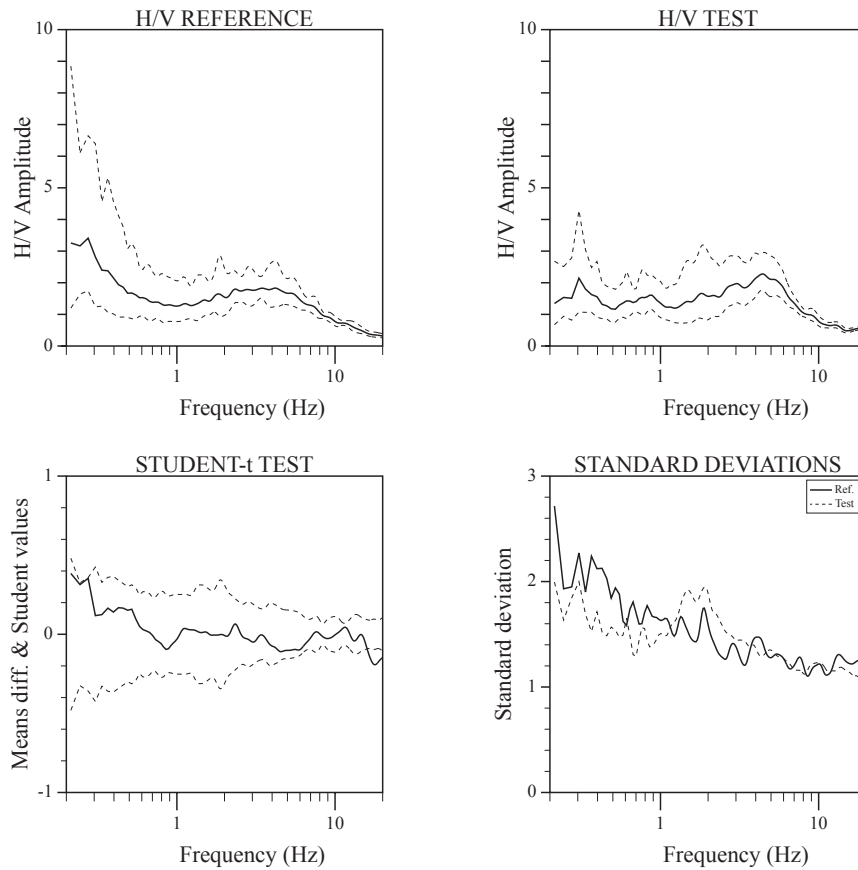 H/V REFERENCE
10
5
0
H/V Amplitude
1
10
Frequency (Hz)
H/V TEST
10
5
0
H/V Amplitude
1
10
Frequency (Hz)
STUDENT-t TEST
1
0
-1
Means diff. & Student values
1
10
Frequency (Hz)
STANDARD DEVIATIONS
3
2
1
0
Standard deviation
Ref.
Test
1
10
Frequency (Hz)